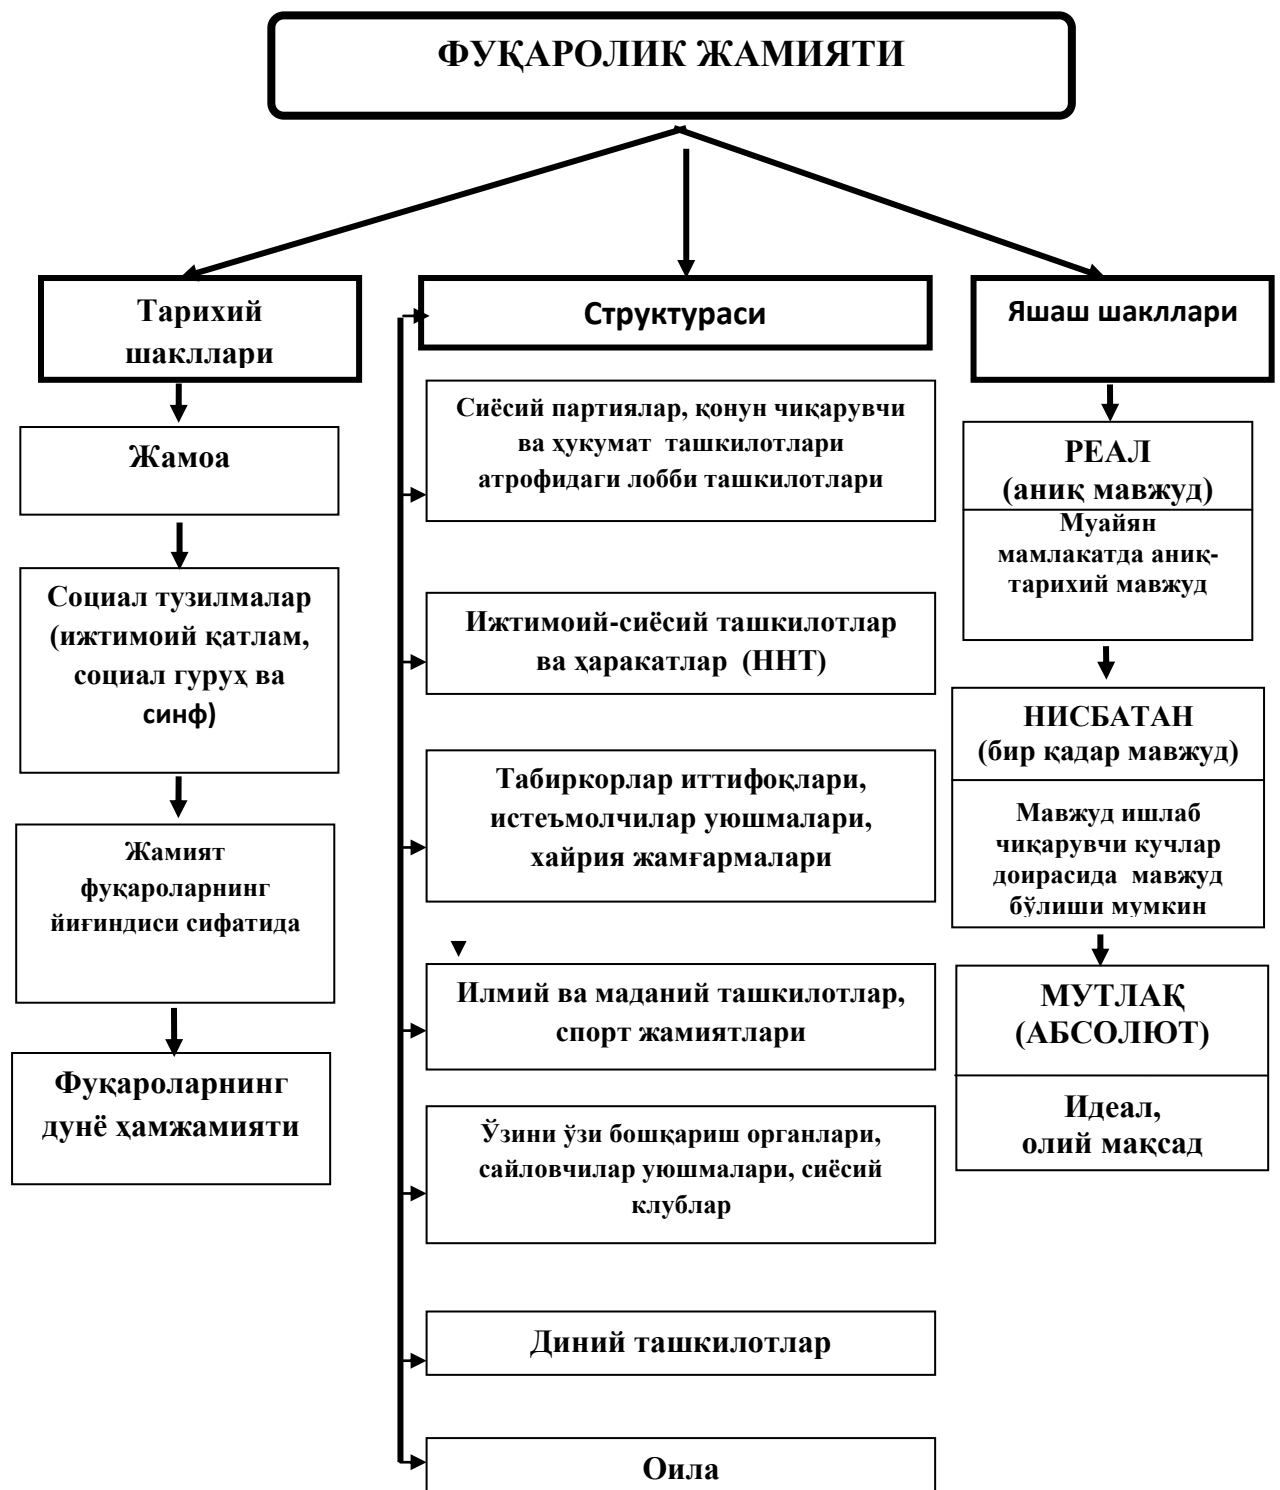 ФУҚАРОЛИК ЖАМИЯТИ
Тарихий
шакллари
Жамоа
Социал тузилмалар
(ижтимоий қатлам,
социал гуруҳ ва
синф)
Жамият
фуқароларнинг
йиғиндиси сифатида
Фуқароларнинг
дунё ҳамжамияти
Структураси
Сиёсий партиялар, қонун чиқарувчи
ва ҳукумат ташкилотлари
атрофидаги лобби ташкилотлари
Ижтимоий-сиёсий ташкилотлар
ва ҳаракатлар (ННТ)
Табиркорлар иттифоқлари,
истеъмолчилар уюшмалари,
хайрия жамғармалари
Илмий ва маданий ташкилотлар,
спорт жамиятлари
Ўзини ўзи бошқариш органлари,
сайловчилар уюшмалари, сиёсий
клублар
Диний ташкилотлар
Оила
Яшаш шакллари
РЕАЛ
(аниқ мавжуд)
Муайян
мамлакатда аниқ-
тарихий мавжуд
НИСБАТАН
(бир қадар мавжуд)
Мавжуд ишлаб
чиқарувчи кучлар
доирасида мавжуд
бўлиши мумкин
МУТЛАҚ
(АБСОЛЮТ)
Идеал,
олий мақсад